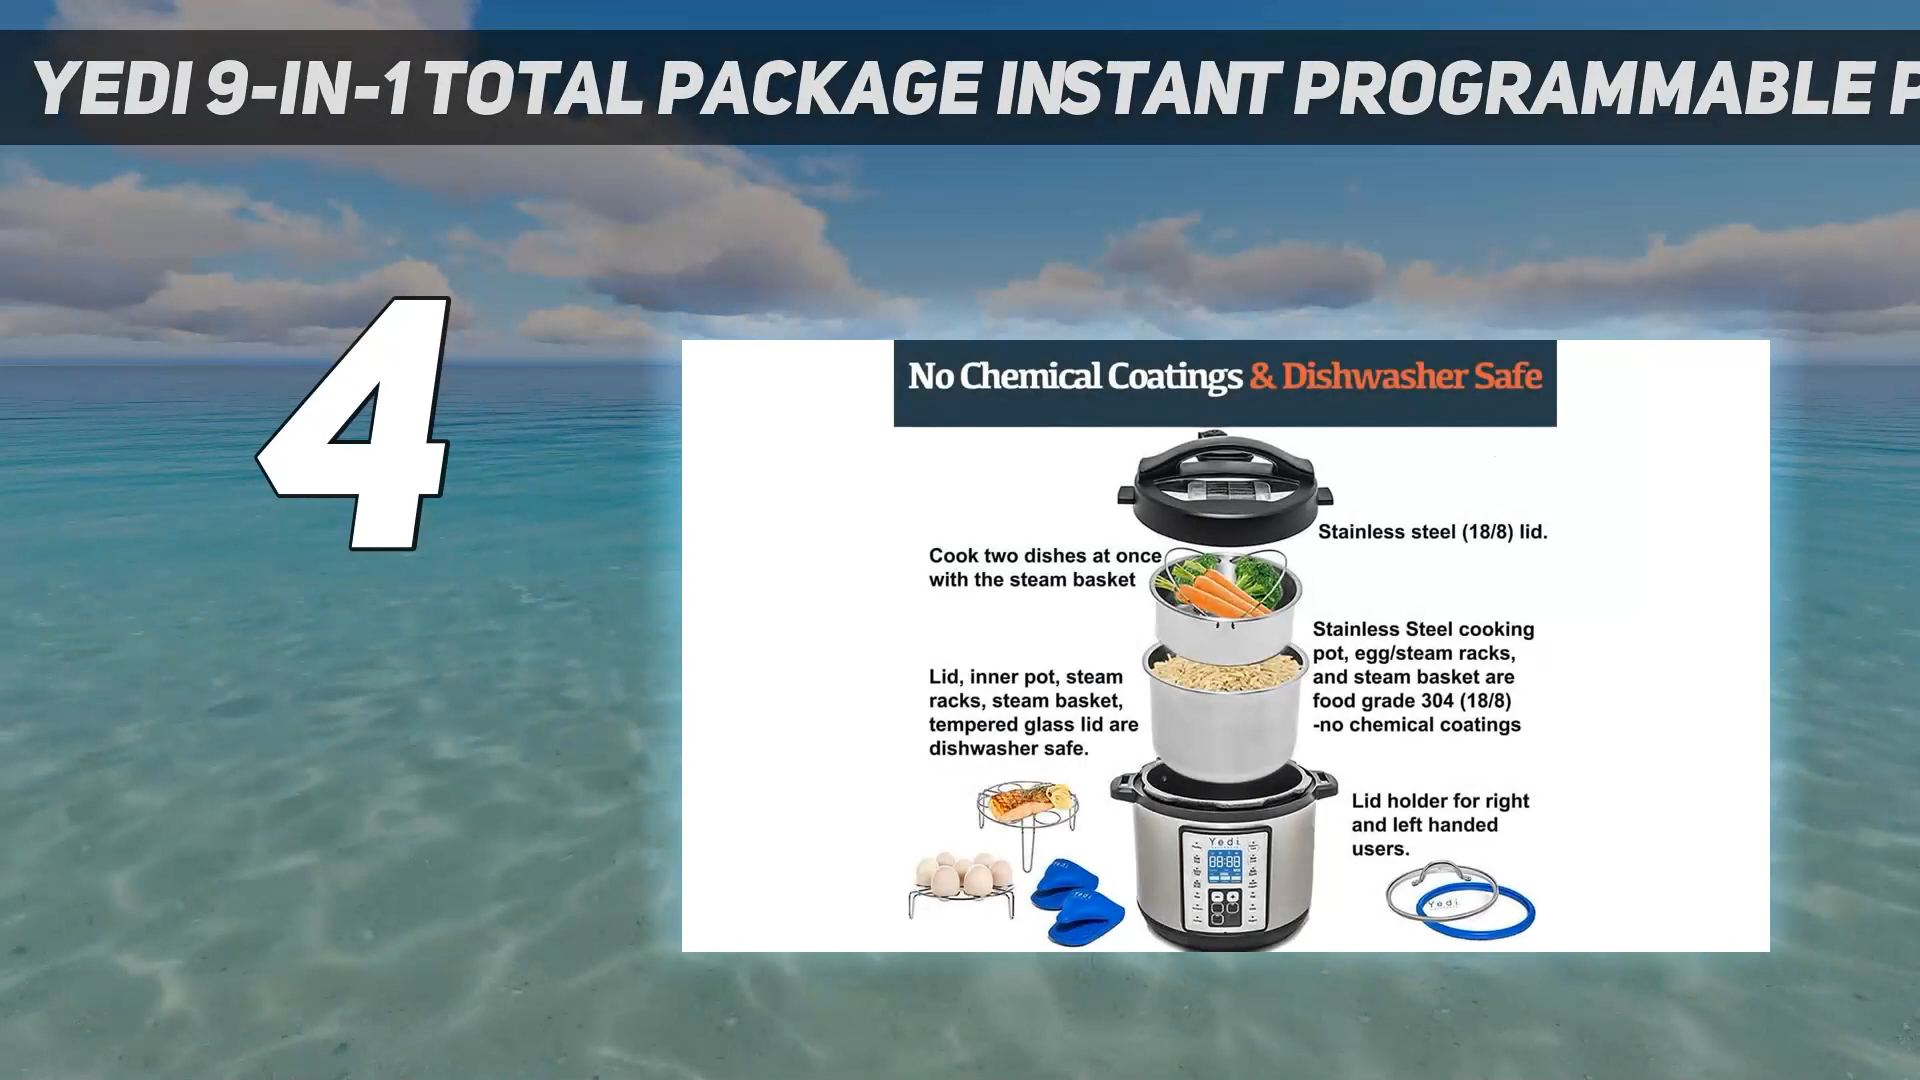 YEDI 9-IN-1 TOTAL PACKAGE INSTANT PROGRAMMABLE P
4
No Chemical Coatings & Dishwasher Safe
Stainless steel (18/8) lid.
Cook two dishes at once
with the steam basket
Stainless Steel cooking
pot, egg/steam racks,
and steam basket are
food grade 304 (18/8)
-no chemical coatings
Lid, inner pot, steam
racks, steam basket,
tempered glass lid are
dishwasher safe.
Lid holder for right
and left handed
users.
Yedi
88:88
Yedi